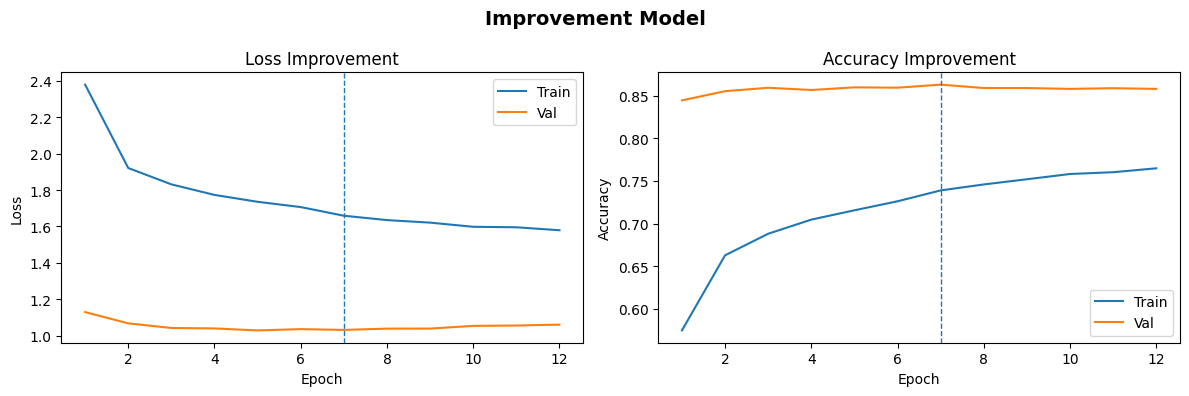 Improvement Model
Loss Improvement
Loss
2.4
2.2
2.0
1.8
1.6
1.4
1.2
1.0
2 4 6 8 10 12
Epoch
Train
Val
Accuracy Improvement
Accuracy
0.85
0.80
0.75
0.70
0.65
0.60
2 4 6 8 10 12
Epoch
Train
Val